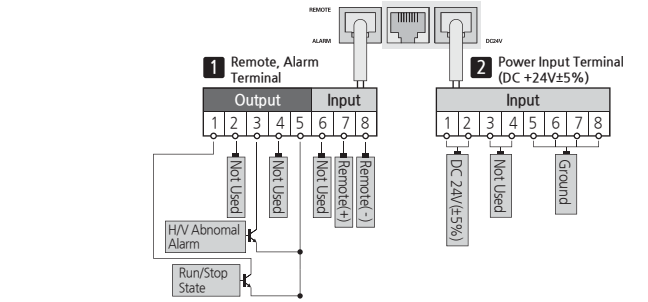 REMOTE
ALARM
DC24V
1 Remote, Alarm
Terminal
2 Power Input Terminal
(DC +24V±5%)
Output Input
1 2 3 4 5 6 7 8
Not Used
Not Used
Not Used
Remote(+)
Remote(-)
H/V Abnomal
Alarm
Run/Stop
State
Input
1 2 3 4 5 6 7 8
DC 24V(±5%)
Not Used
Ground